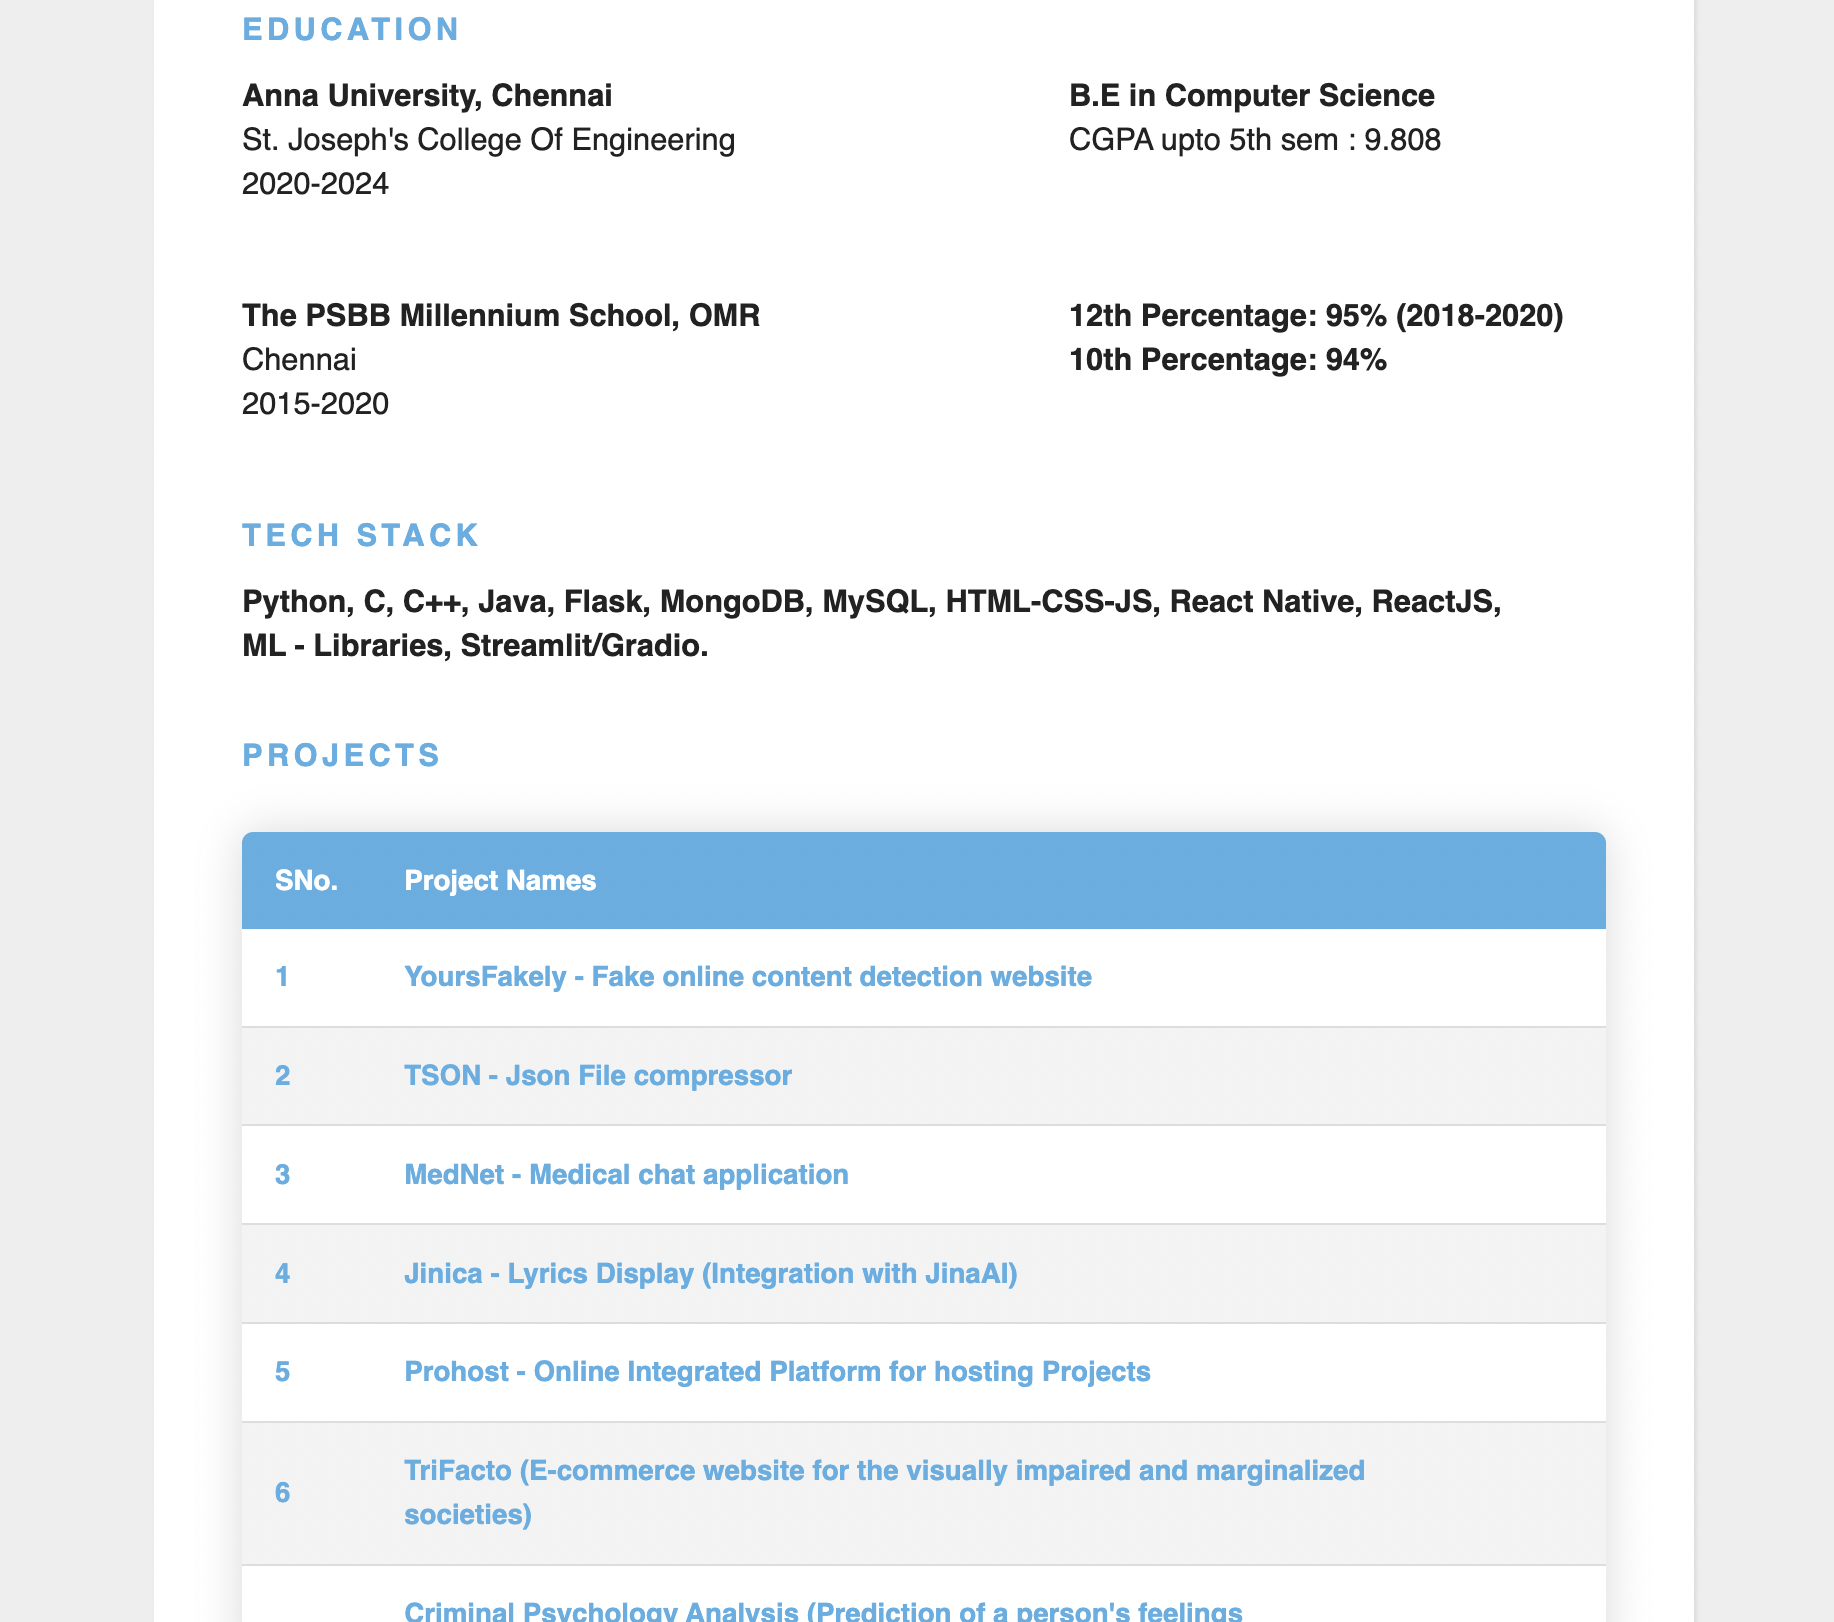 EDUCATION
Anna University, Chennai
B.E in Computer Science
St. Joseph's College Of Engineering
CGPA upto 5th sem : 9.808
2020-2024
The PSBB Millennium School, OMR
12th Percentage: 95% (2018-2020)
Chennai
10th Percentage: 94%
2015-2020
TECH STACK
Python, C, C++, Java, Flask, MongoDB, MySQL, HTML-CSS-JS, React Native, ReactJS,
ML - Libraries, Streamlit/Gradio.
PROJECTS
SNo. Project Names
1 YoursFakely - Fake online content detection website
2 TSON - Json File compressor
3 MedNet - Medical chat application
4 Jinica - Lyrics Display (Integration with JinaAI)
5 Prohost - Online Integrated Platform for hosting Projects
6 TriFacto (E-commerce website for the visually impaired and marginalized
societies)
Criminal Psychology Analysis (Prediction of a person's feelings